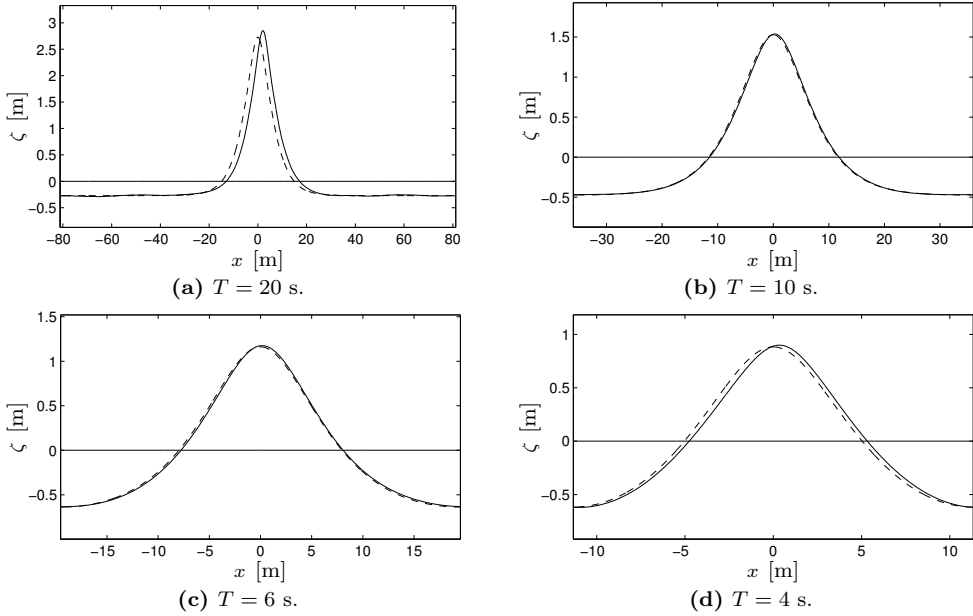 3
2.5
2
1.5
1
0.5
0
−0.5
ζ [m]
−80 −60 −40 −20 0 20 40 60 80
x [m]
(a) T = 20 s.
1.5
1
0.5
0
−0.5
ζ [m]
−30 −20 −10 0 10 20 30
x [m]
(b) T = 10 s.
1.5
1
0.5
0
−0.5
ζ [m]
−15 −10 −5 0 5 10 15
x [m]
(c) T = 6 s.
1
0.5
0
−0.5
ζ [m]
−10 −5 0 5 10
x [m]
(d) T = 4 s.